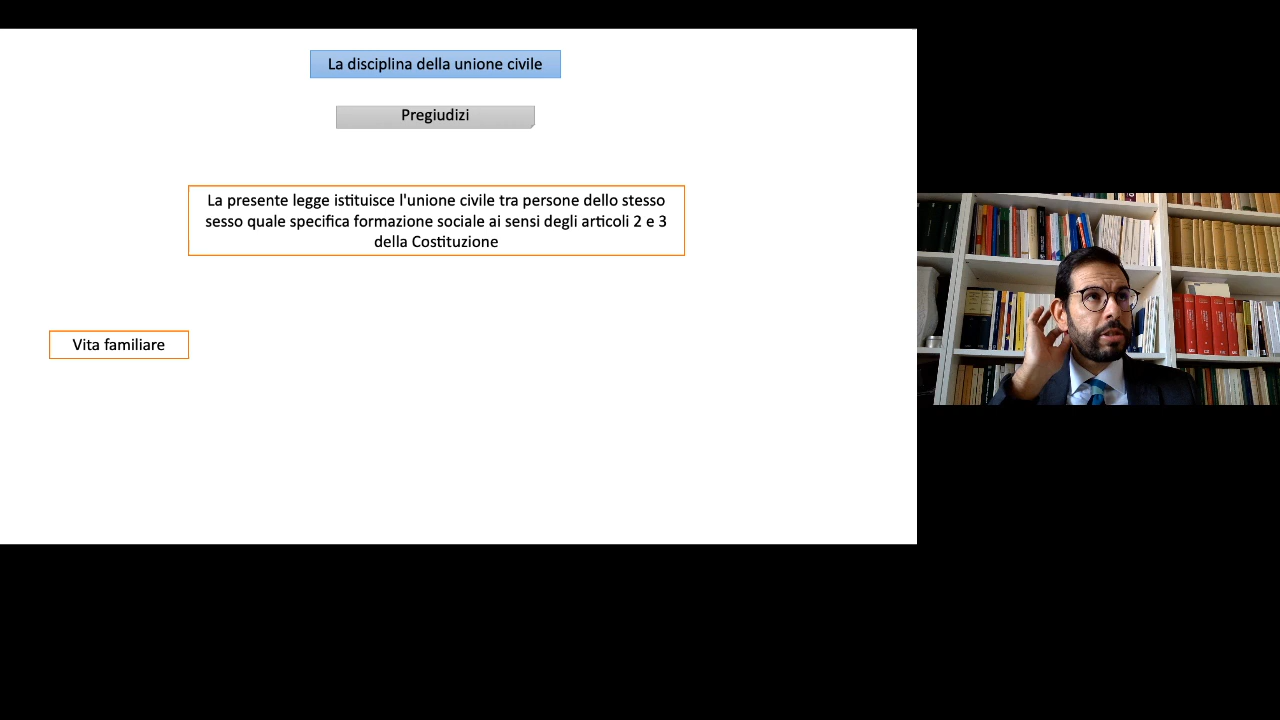 La disciplina della unione civile
Pregiudizi
La presente legge istituisce l'unione civile tra persone dello stesso
sesso quale specifica formazione sociale ai sensi degli articoli 2 e 3
della Costituzione
Vita familiare